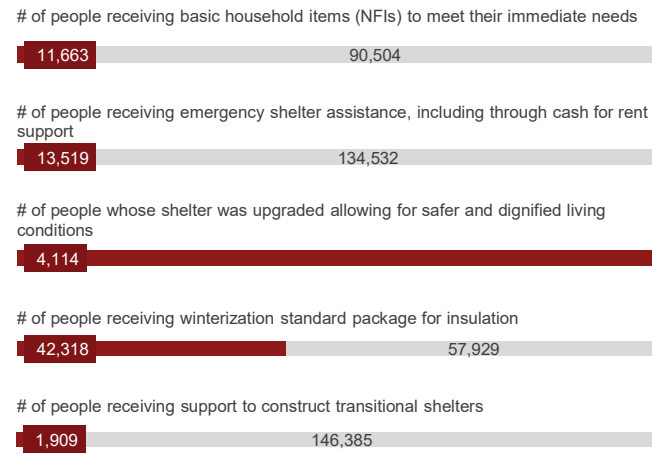 # of people receiving basic household items (NFIs) to meet their immediate needs
11,663 90,504
# of people receiving emergency shelter assistance, including through cash for rent
support
13,519 134,532
# of people whose shelter was upgraded allowing for safer and dignified living
conditions
4,114
# of people receiving winterization standard package for insulation
42,318 57,929
# of people receiving support to construct transitional shelters
1,909 146,385